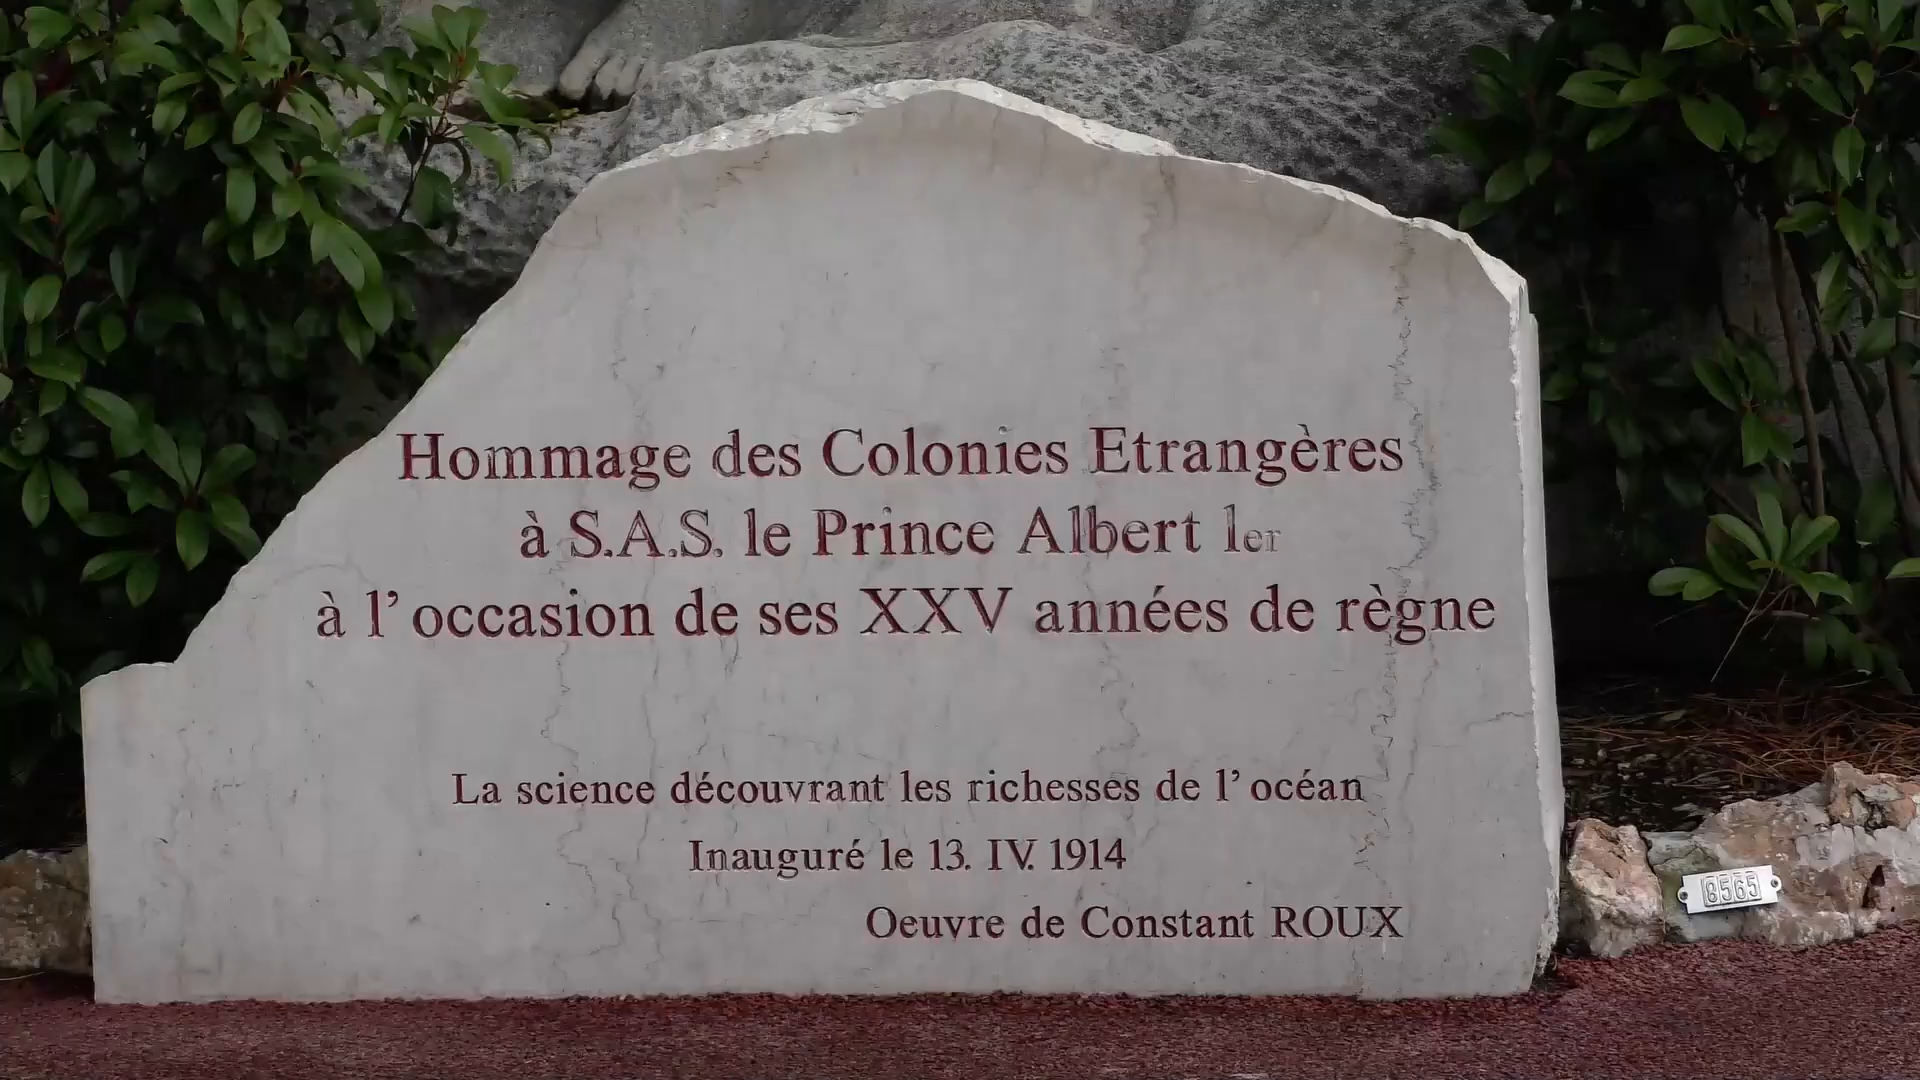 Hommage des Colonies Etrangères
à S.A.S. le Prince Albert 1er
à l'occasion de ses XXV années de règne
La science découvrant les richesses de l'océan
Inauguré le 13. IV. 1914
Oeuvre de Constant ROUX
8565